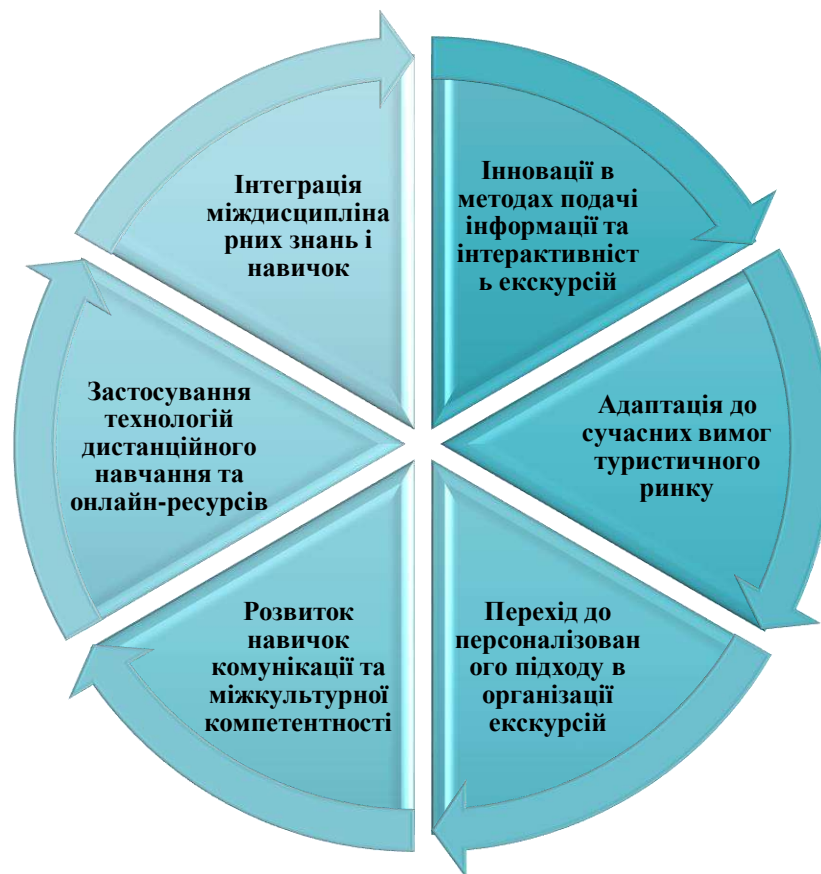 Інновації в
методах подачі
інформації та
інтерактивніст
ь екскурсій
Адаптація до
сучасних вимог
туристичного
ринку
Перехід до
персоналізован
ого підходу в
організації
екскурсій
Розвиток
навичок
комунікації та
міжкультурної
компетентності
Застосування
технологій
дистанційного
навчання та
онлайн-ресурсів
Інтеграція
міждисципліна
рних знань і
навичок